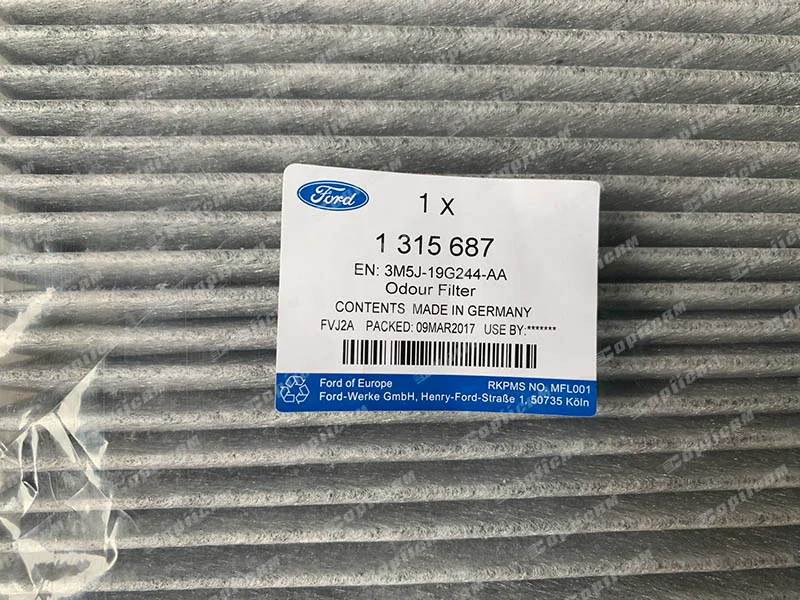 Ford
1 x
1 315 687
EN: 3M5J-19G244-AA
Odour Filter
CONTENTS MADE IN GERMANY
FVJ2A PACKED: 09MAR2017 USE BY:*******
Ford of Europe RKPMS NO. MFL001
Ford-Werke GmbH, Henry-Ford-Straße 1, 50735 Köln